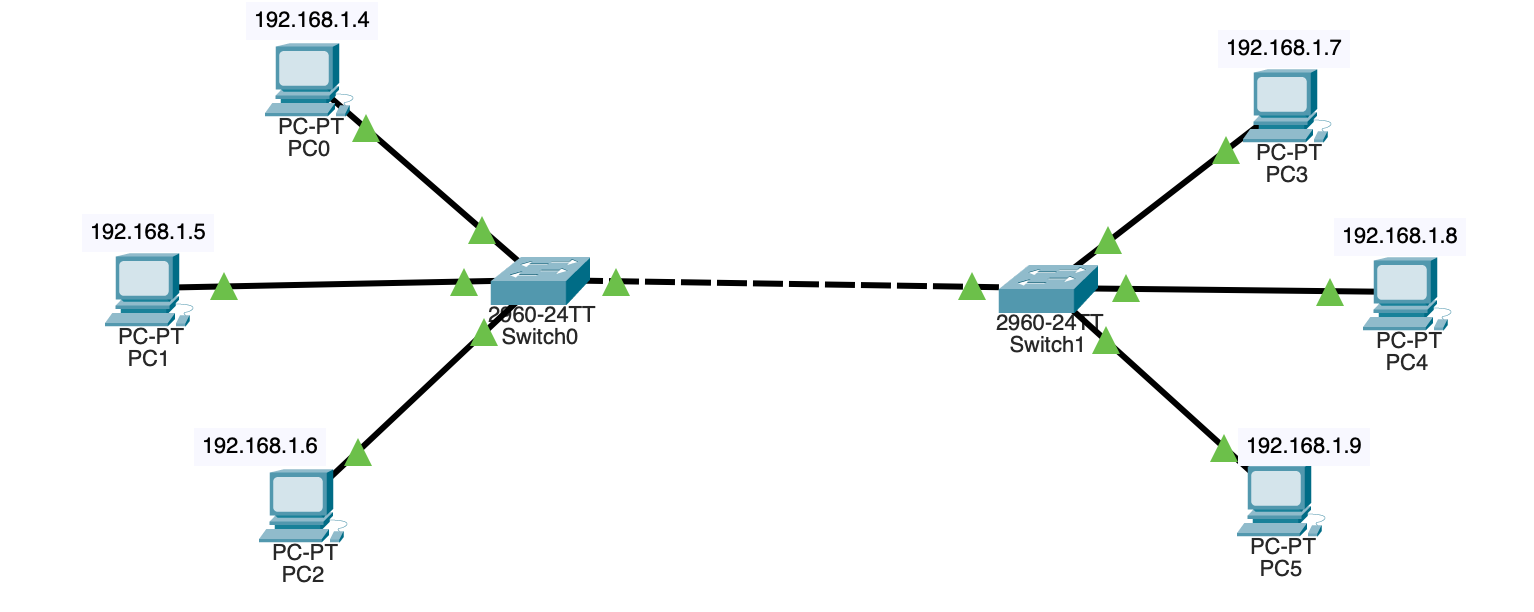 192.168.1.4
PC-PT
PC0
192.168.1.5
PC-PT
PC1
192.168.1.6
PC-PT
PC2
2960-24TT
Switch0
2960-24TT
Switch1
192.168.1.7
PC-PT
PC3
192.168.1.8
PC-PT
PC4
192.168.1.9
PC-PT
PC5